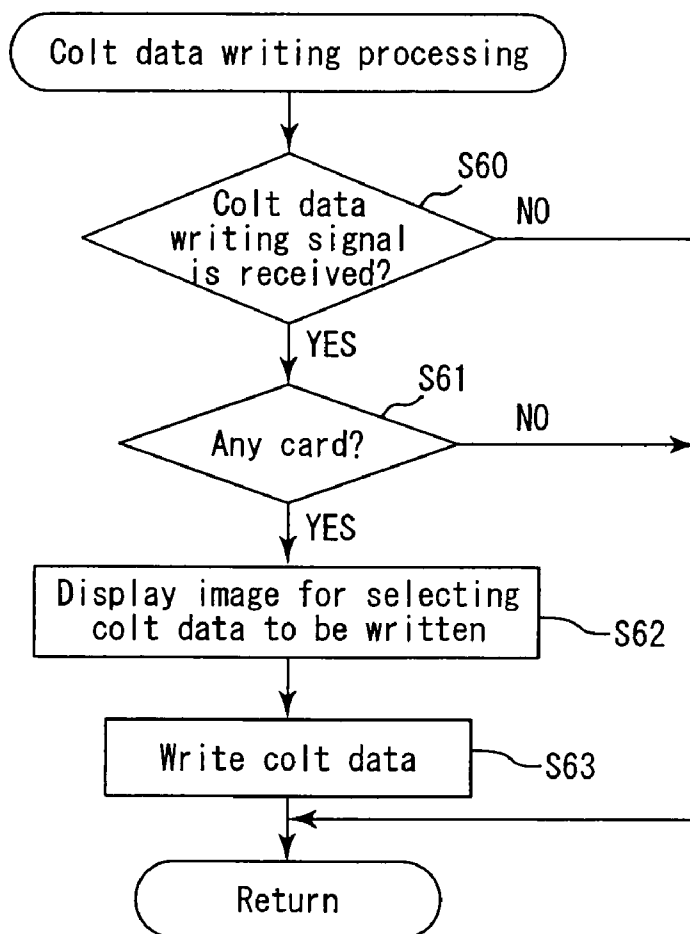 Colt data writing processing
S60
Colt data
writing signal
is received?
NO
YES
S61
Any card?
NO
YES
Display image for selecting
colt data to be written
S62
Write colt data
S63
Return